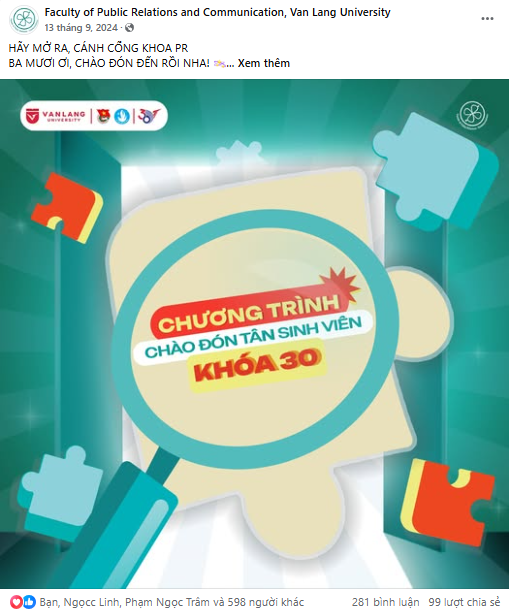 Faculty of Public Relations and Communication, Van Lang University
13 tháng 9, 2024
HÃY MỞ RA, CÁNH CỔNG KHOA PR
BA MƯƠI ƠI, CHÀO ĐÓN ĐẾN RỒI NHA! ... Xem thêm
VANLANG
UNIVERSITY
30
CHƯƠNG TRÌNH
CHÀO ĐÓN TÂN SINH VIÊN
KHÓA 30
Bạn, Ngọcc Linh, Phạm Ngọc Trâm và 598 người khác
281 bình luận 99 lượt chia sẻ